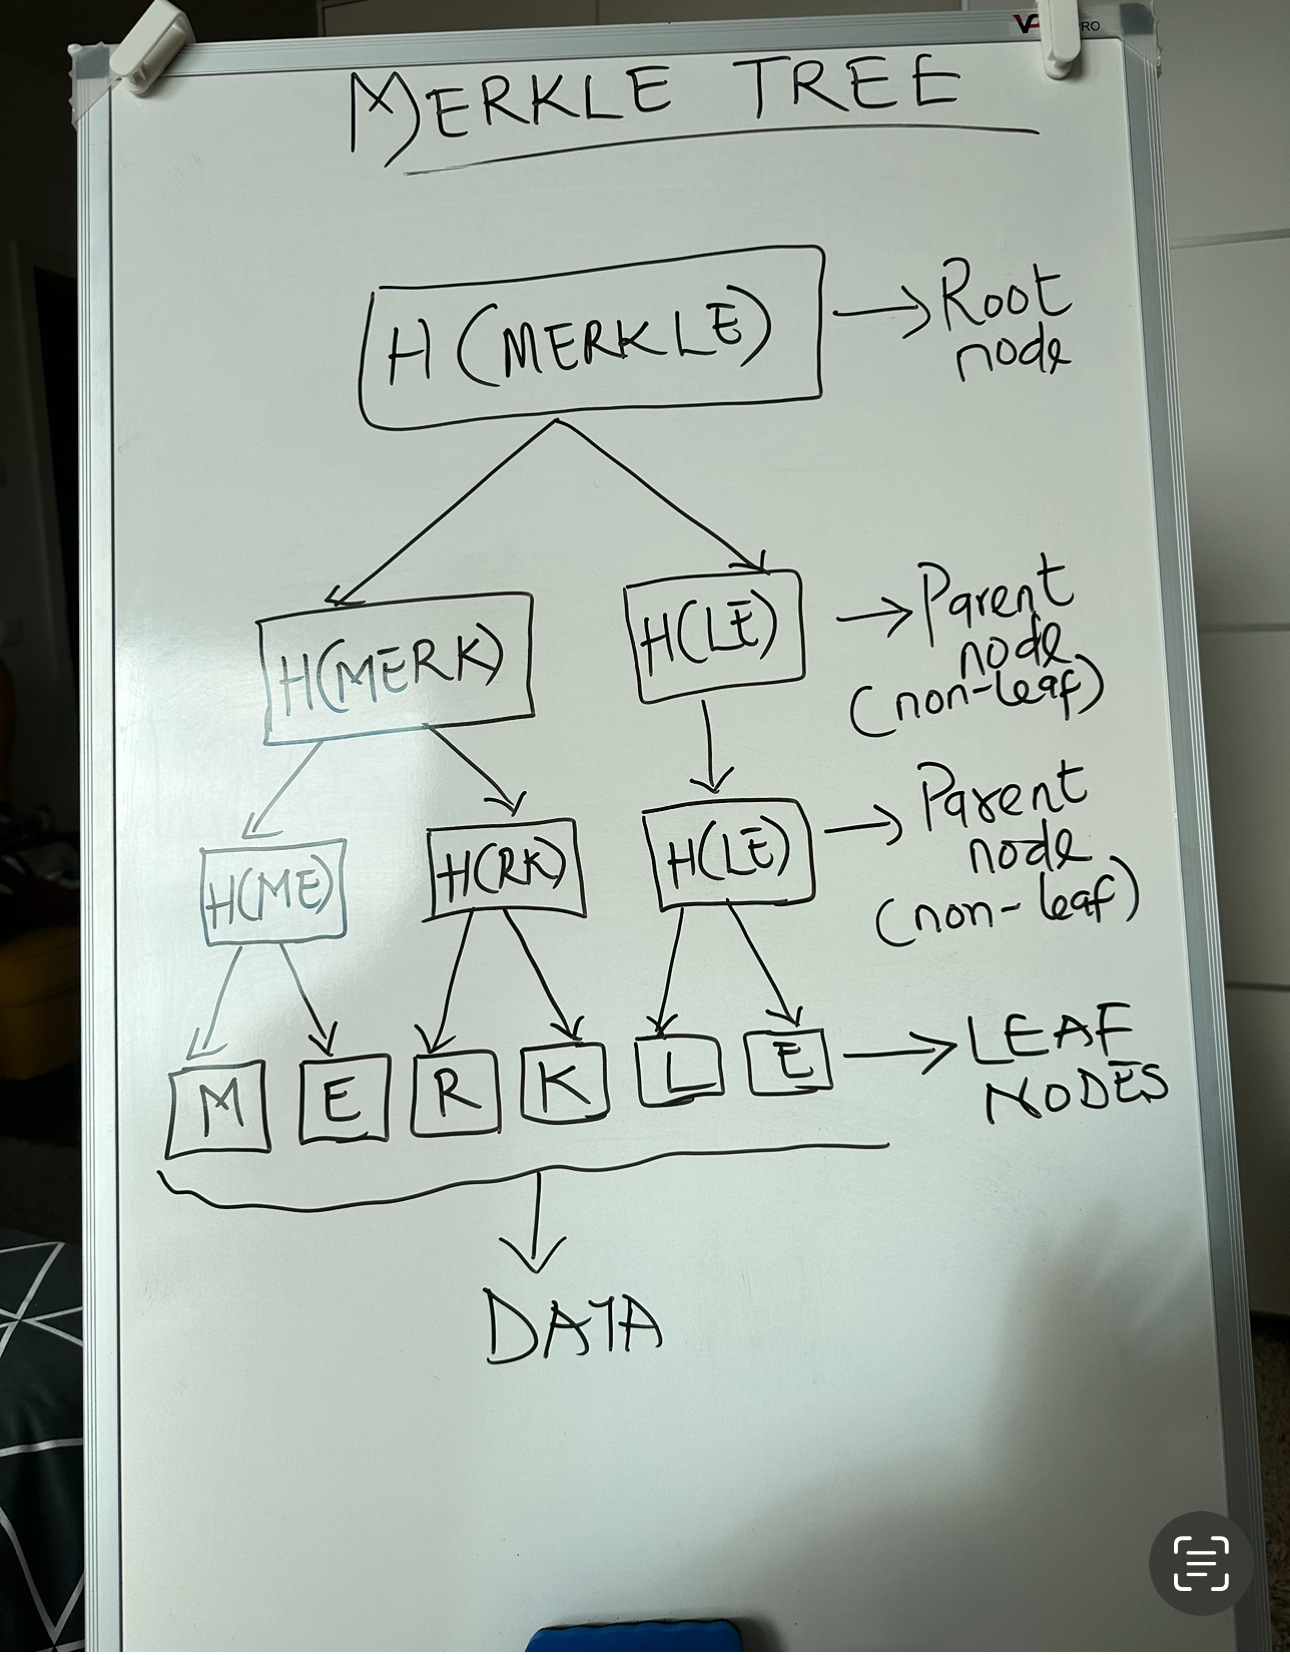 MERKLE TREE
H(MERKLE)
Root
node
H(MERK)
H(LE)
Parent
node
(non-leaf)
H(ME)
H(RK)
H(LE)
Parent
node
(non-leaf)
M E R K L E
LEAF
NODES
DATA